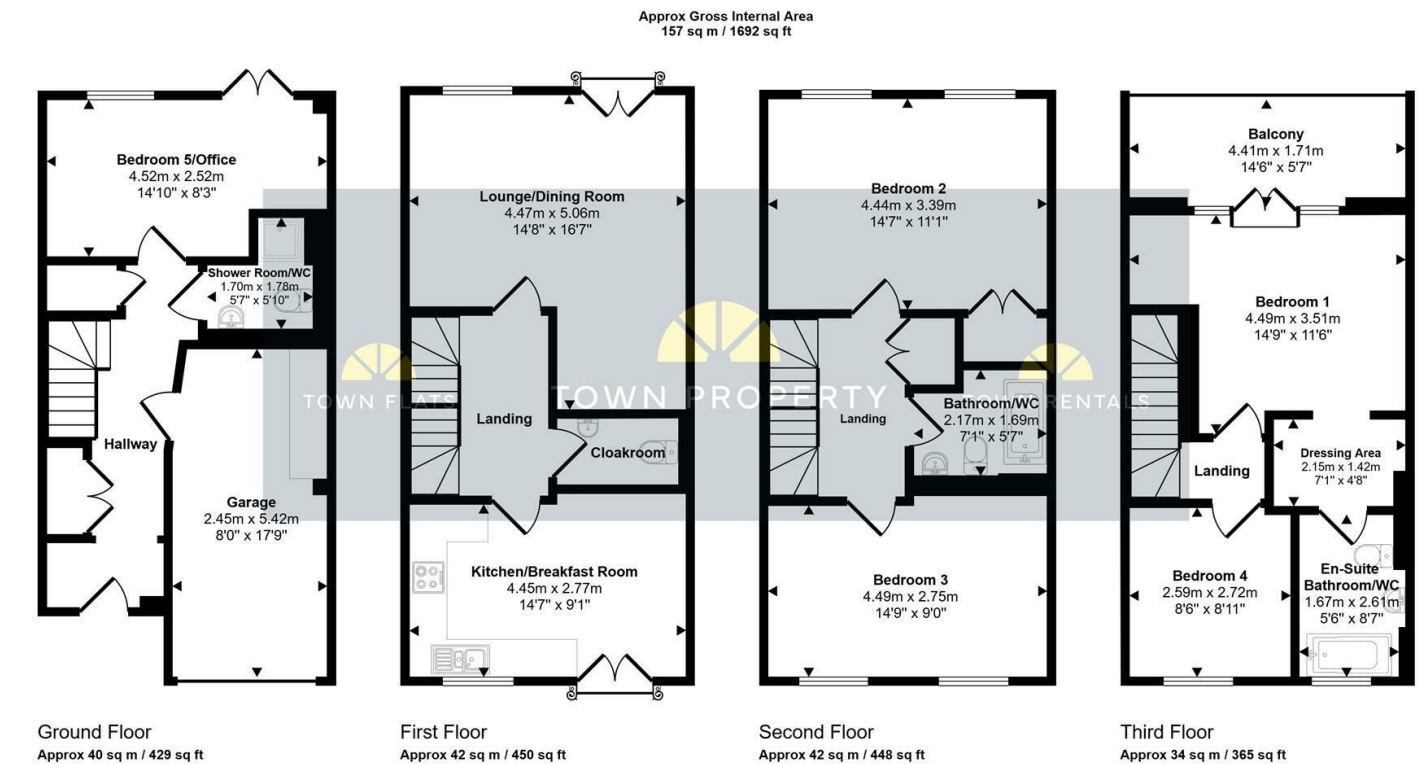 Approx Gross Internal Area
157 sq m / 1692 sq ft
Bedroom 5/Office
4.52m x 2.52m
14'10" x 8'3"
Shower Room/WC
1.70m x 1.78m
5'7" x 5'10"
Hallway
Garage
2.45m x 5.42m
8'0" x 17'9"
Ground Floor
Approx 40 sq m / 429 sq ft
Lounge/Dining Room
4.47m x 5.06m
14'8" x 16'7"
Landing
Cloakroom
Kitchen/Breakfast Room
4.45m x 2.77m
14'7" x 9'1"
First Floor
Approx 42 sq m / 450 sq ft
Bedroom 2
4.44m x 3.39m
14'7" x 11'1"
Landing
Bathroom/WC
2.17m x 1.69m
7'1" x 5'7"
Bedroom 3
4.49m x 2.75m
14'9" x 9'0"
Second Floor
Approx 42 sq m / 448 sq ft
Balcony
4.41m x 1.71m
14'6" x 5'7"
Bedroom 1
4.49m x 3.51m
14'9" x 11'6"
Dressing Area
2.15m x 1.42m
7'1" x 4'8"
Landing
Bedroom 4
2.59m x 2.72m
8'6" x 8'11"
En-Suite
Bathroom/WC
1.67m x 2.61m
5'6" x 8'7"
Third Floor
Approx 34 sq m / 365 sq ft
TOWN FLATS
TOWN PROPERTY
TOWN RENTALS